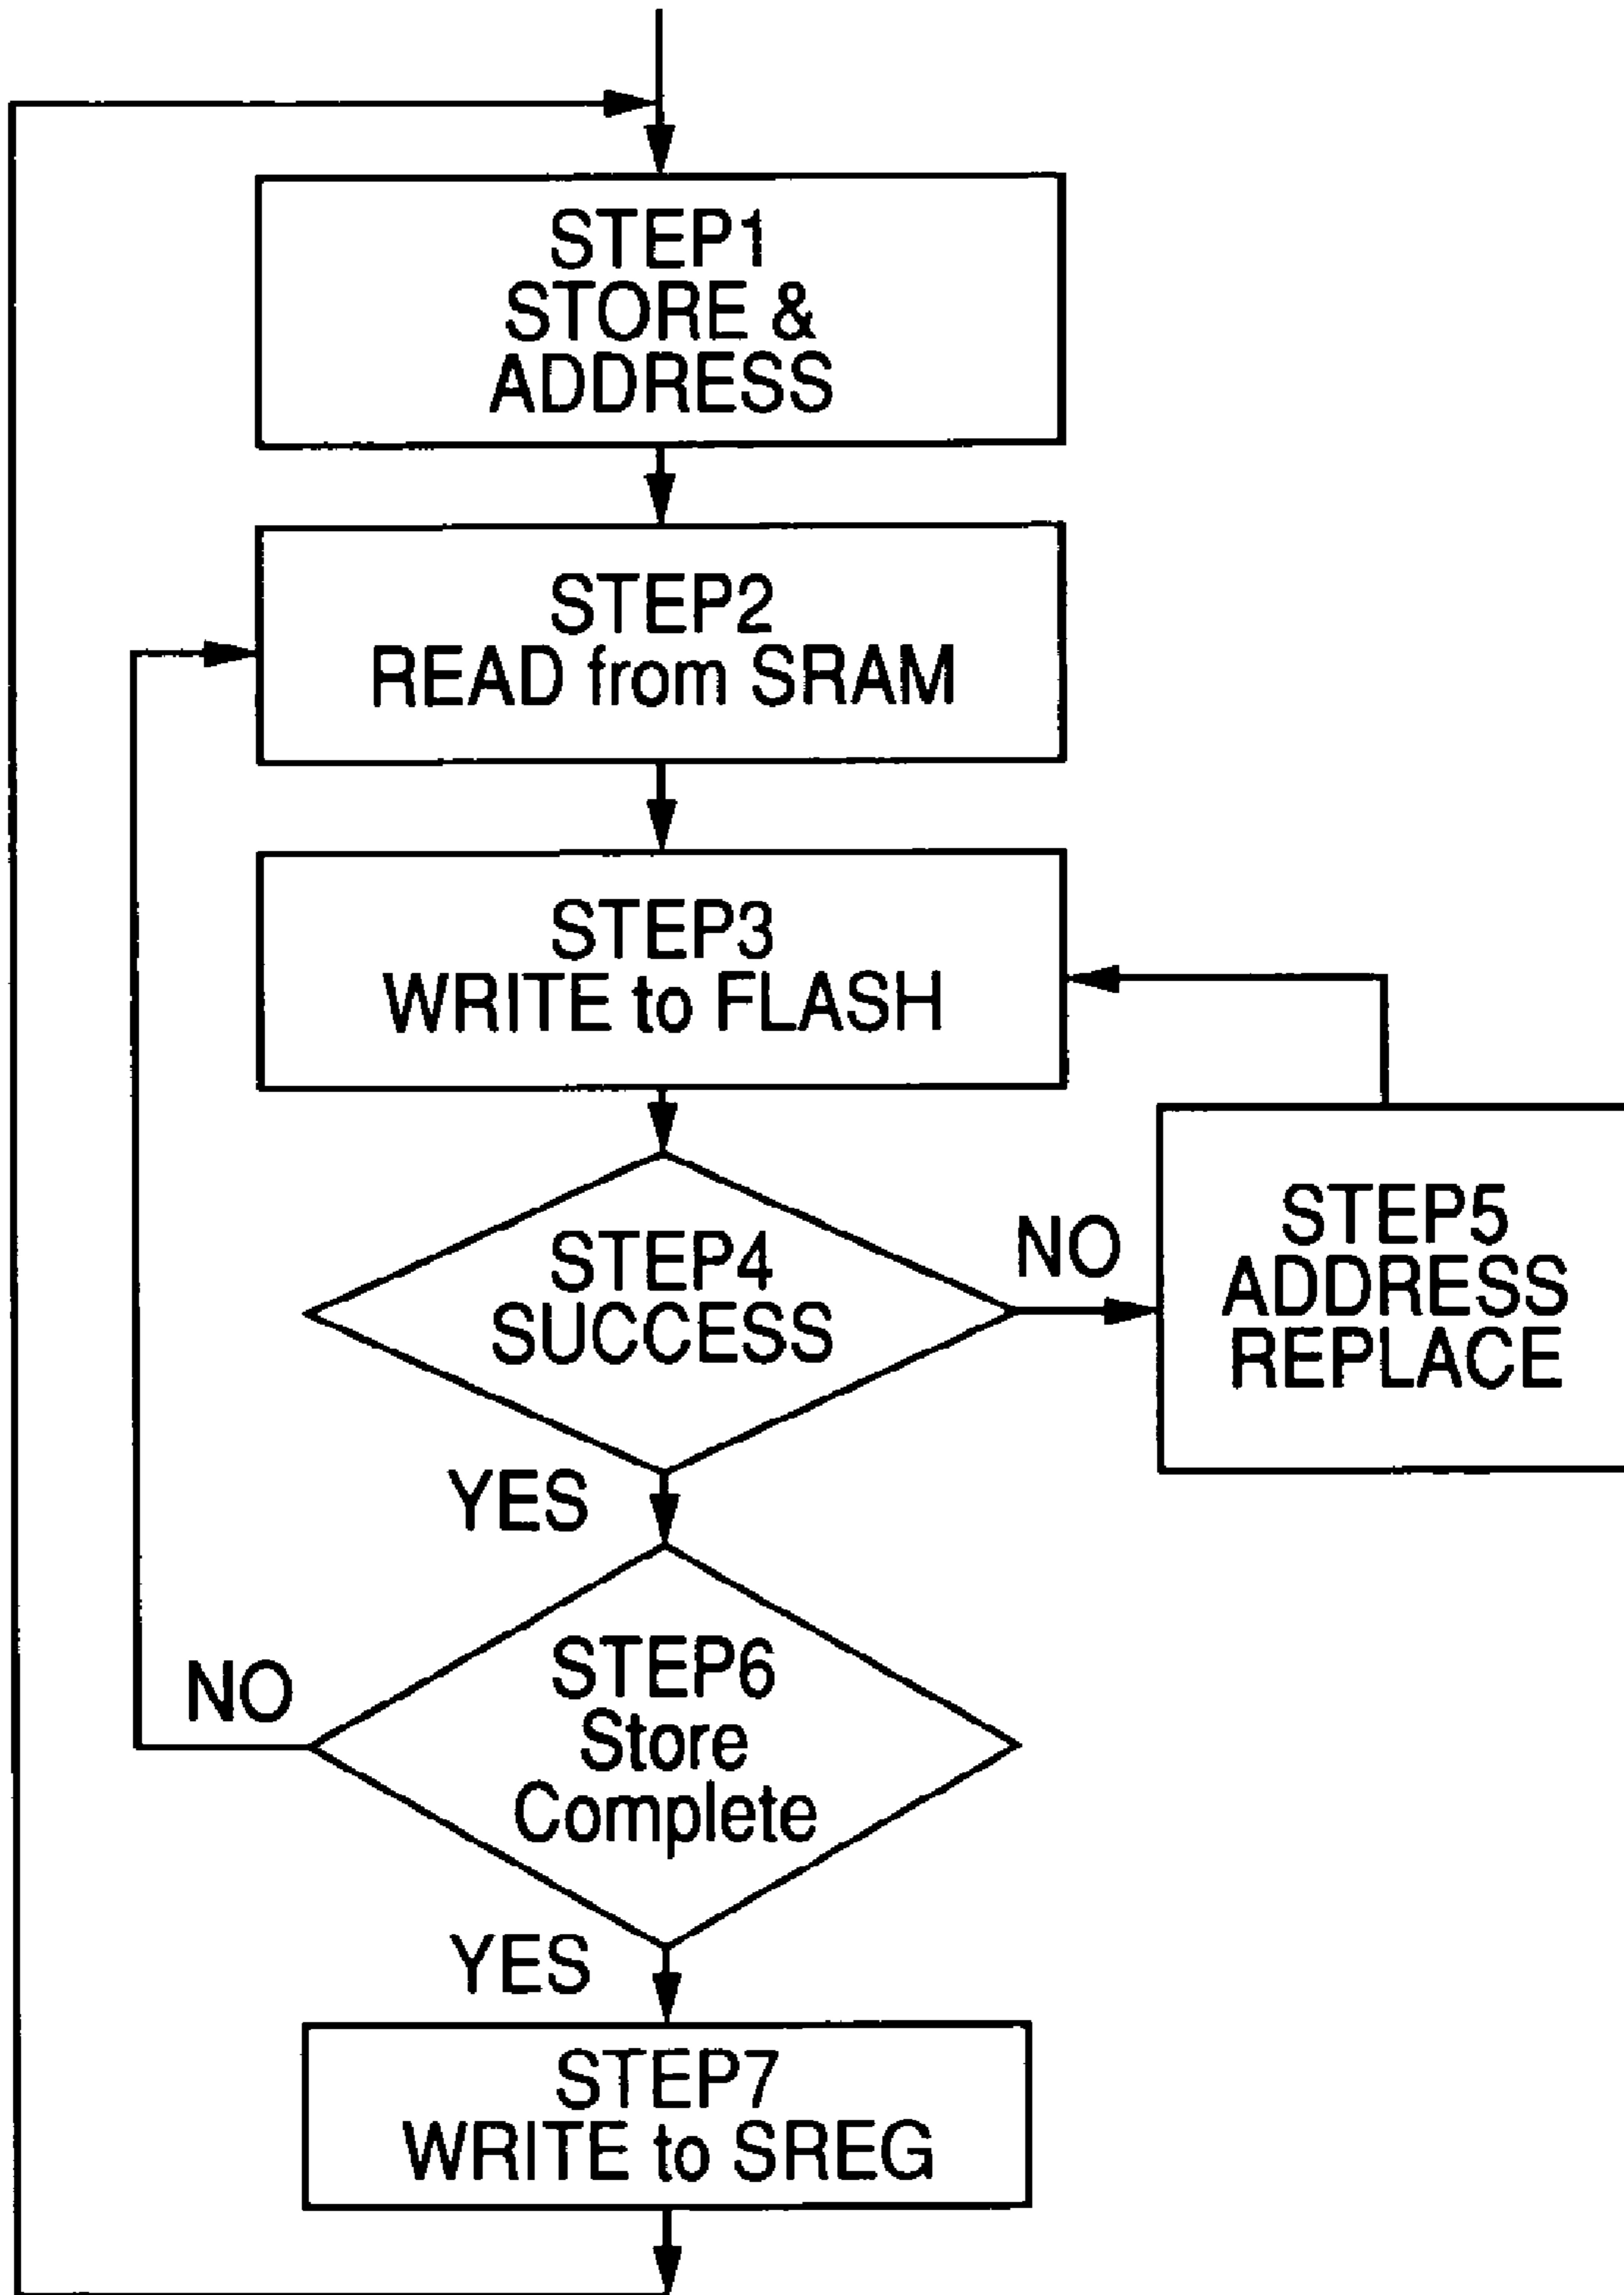 STEP1
STORE &
ADDRESS
STEP2
READ from SRAM
STEP3
WRITE to FLASH
STEP4
SUCCESS
NO
STEP5
ADDRESS
REPLACE
YES
STEP6
Store
Complete
NO
YES
STEP7
WRITE to SREG